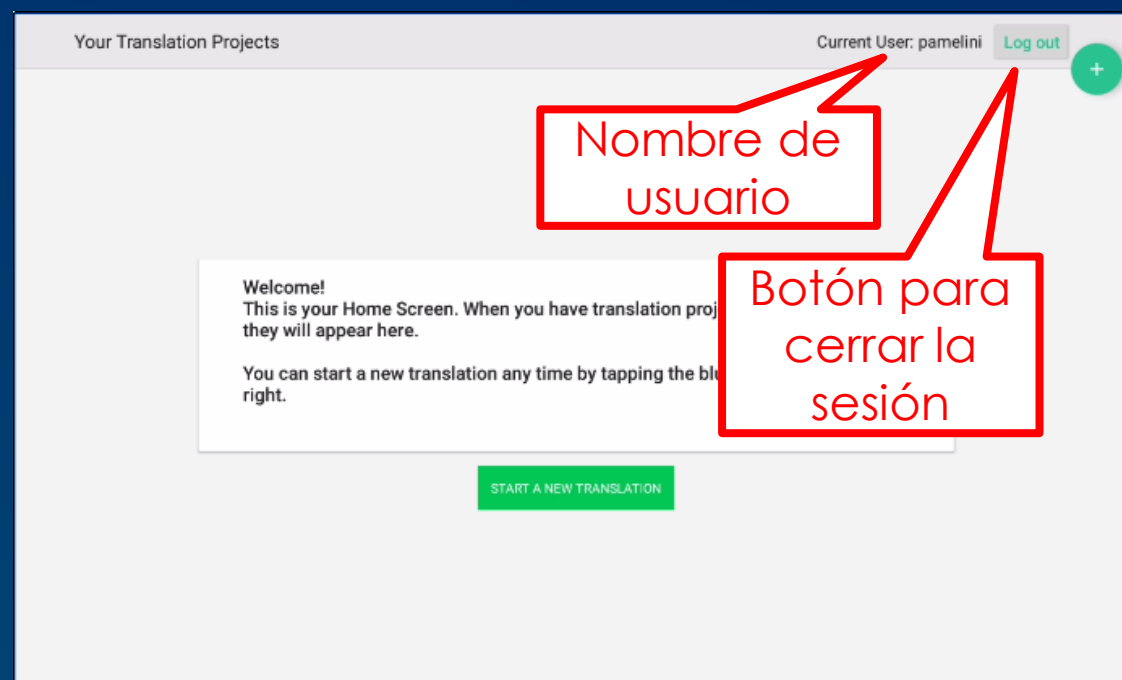 Your Translation Projects
Current User: pamelini
Log out
+
Nombre de
usuario
Botón para
cerrar la
sesión
Welcome!
This is your Home Screen. When you have translation
they will appear here.
You can start a new translation any time by tapping the
right.
START A NEW TRANSLATION